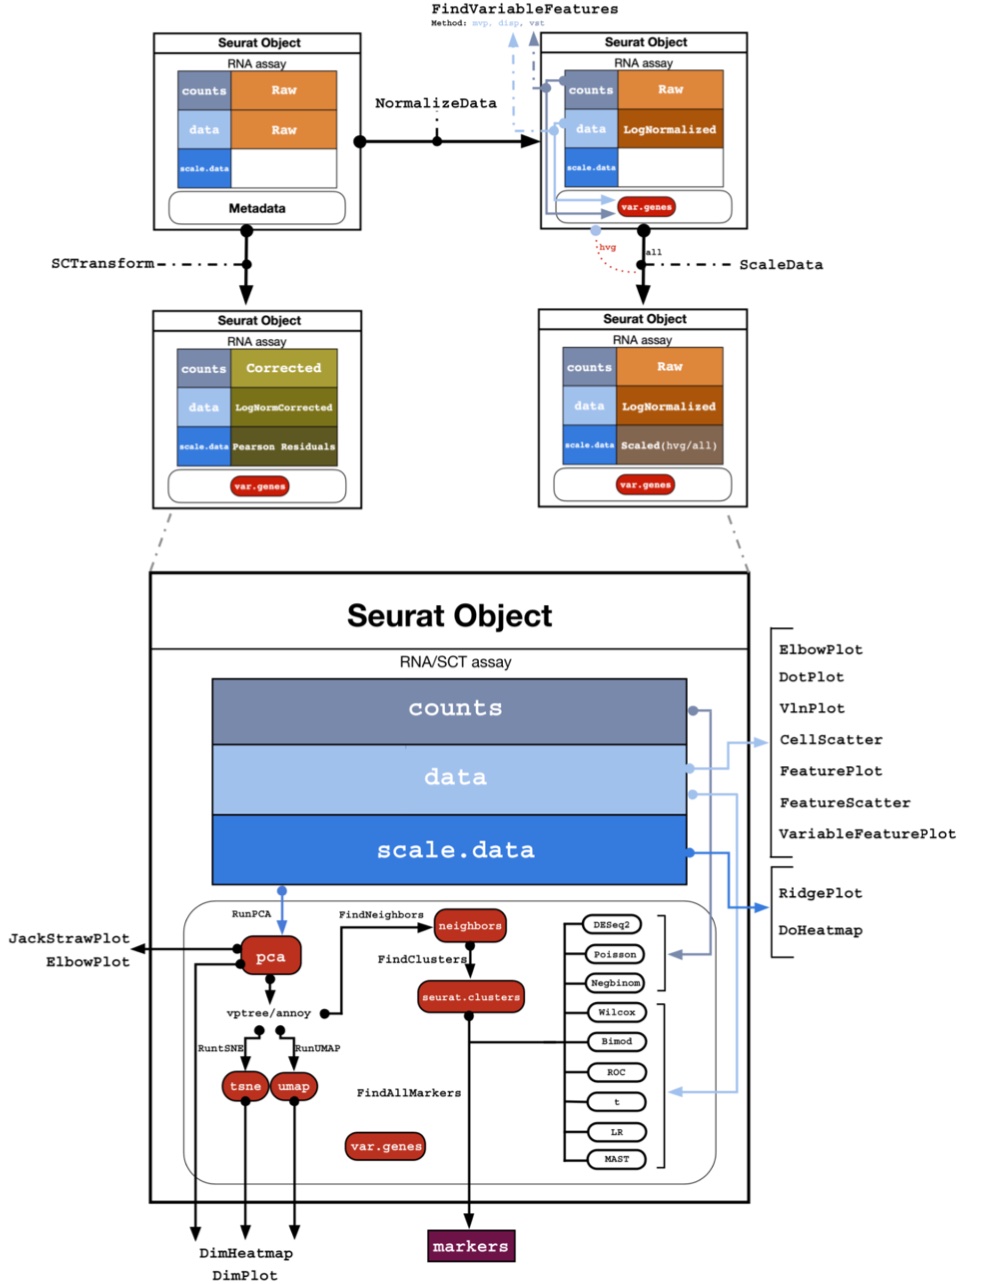 FindVariableFeatures
Method: mvp, disp, vst
Seurat Object
RNA assay
counts
Raw
data
Raw
scale.data
Metadata
NormalizeData
Seurat Object
RNA assay
counts
Raw
data
LogNormalized
scale.data
var.genes
SCTransform
hvg
all
ScaleData
Seurat Object
RNA assay
counts
Corrected
data
LogNormCorrected
scale.data
Pearson Residuals
var.genes
Seurat Object
RNA assay
counts
Raw
data
LogNormalized
scale.data
Scaled(hvg/all)
var.genes
Seurat Object
RNA/SCT assay
counts
data
scale.data
ElbowPlot
DotPlot
VlnPlot
CellScatter
FeaturePlot
FeatureScatter
VariableFeaturePlot
RidgePlot
DoHeatmap
RunPCA
JackStrawPlot
ElbowPlot
pca
vptree/annoy
RuntSNE
RunUMAP
tsne
umap
FindNeighbors
neighbors
FindClusters
seurat.clusters
FindAllMarkers
var.genes
DESeq2
Poisson
Negbinom
Wilcox
Bimod
ROC
t
LR
MAST
DimHeatmap
DimPlot
markers